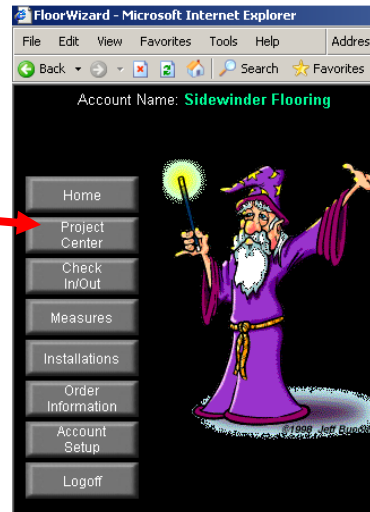 FloorWizard - Microsoft Internet Explorer
File Edit View Favorites Tools Help Addres
Back Search Favorites
Account Name: Sidewinder Flooring
Home
Project
Center
Check
In/Out
Measures
Installations
Order
Information
Account
Setup
Logoff
©1998 Jeff